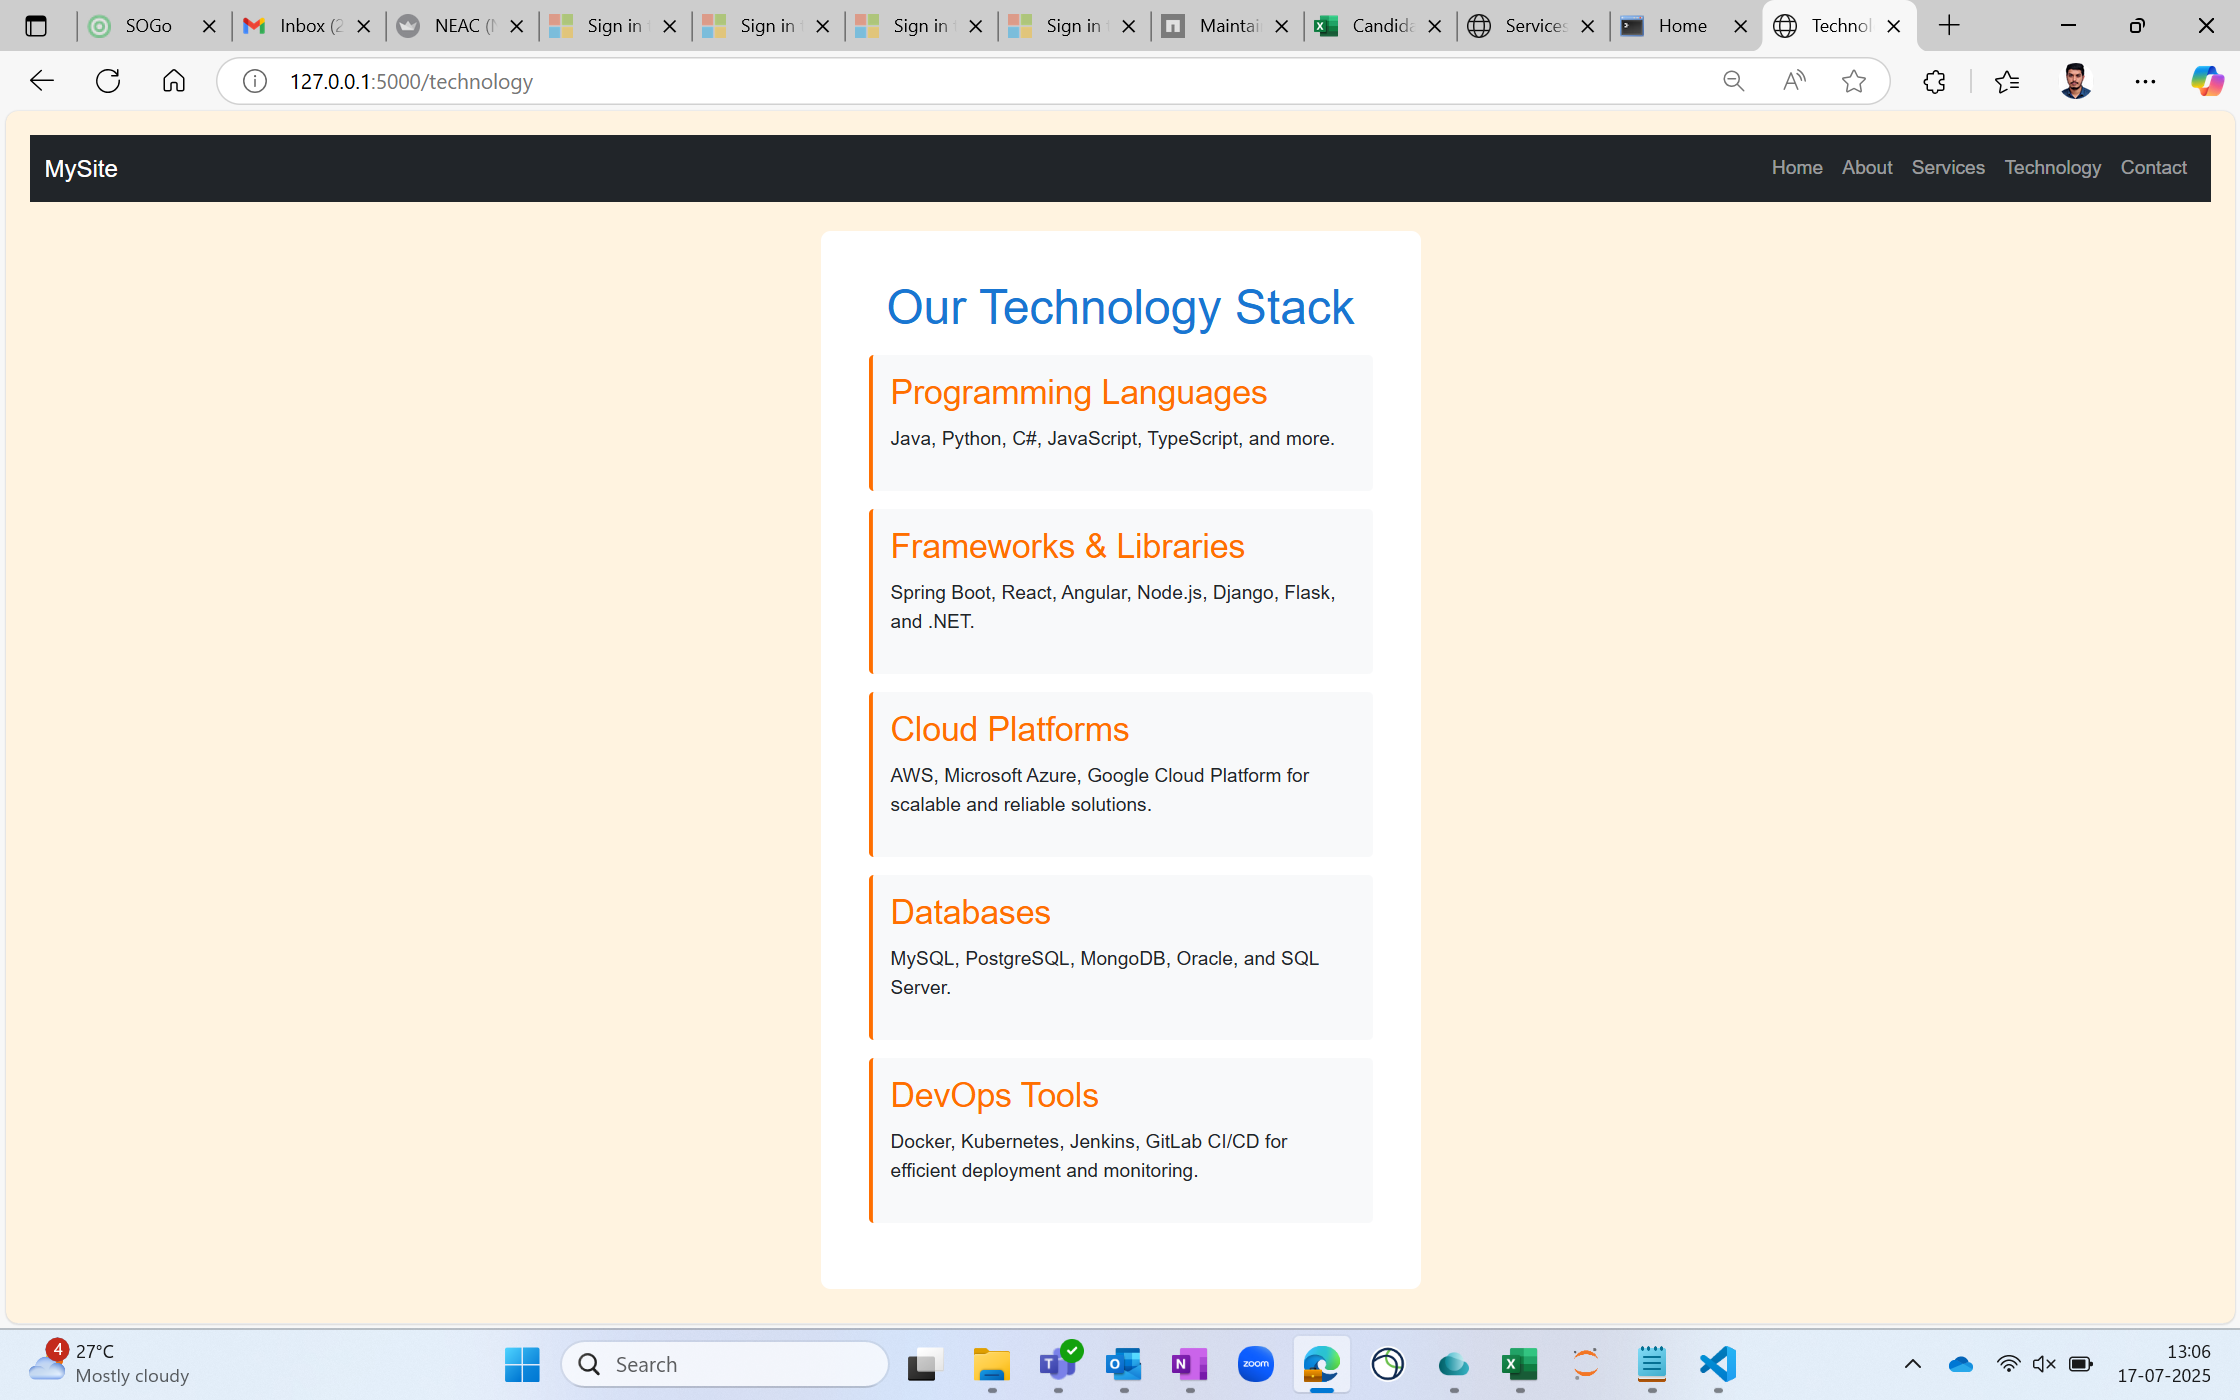 SOGo
Inbox (2
NEAC (N
Sign in t
Sign in t
Sign in t
Sign in t
Maintai
Candida
Services
Home
Technol
127.0.0.1:5000/technology
MySite
Home About Services Technology Contact
Our Technology Stack
Programming Languages
Java, Python, C#, JavaScript, TypeScript, and more.
Frameworks & Libraries
Spring Boot, React, Angular, Node.js, Django, Flask,
and .NET.
Cloud Platforms
AWS, Microsoft Azure, Google Cloud Platform for
scalable and reliable solutions.
Databases
MySQL, PostgreSQL, MongoDB, Oracle, and SQL
Server.
DevOps Tools
Docker, Kubernetes, Jenkins, GitLab CI/CD for
efficient deployment and monitoring.
4
27°C
Mostly cloudy
Search
zoom
13:06
17-07-2025